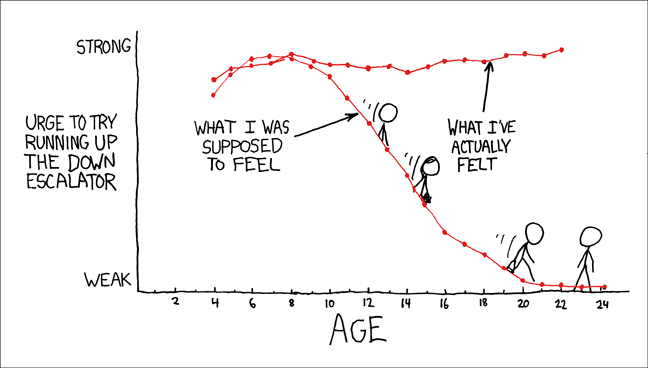 STRONG
URGE TO TRY
RUNNING UP
THE DOWN
ESCALATOR
WEAK
WHAT I WAS
SUPPOSED
TO FEEL
WHAT I'VE
ACTUALLY
FELT
2 4 6 8 10 12 14 16 18 20 22 24
AGE